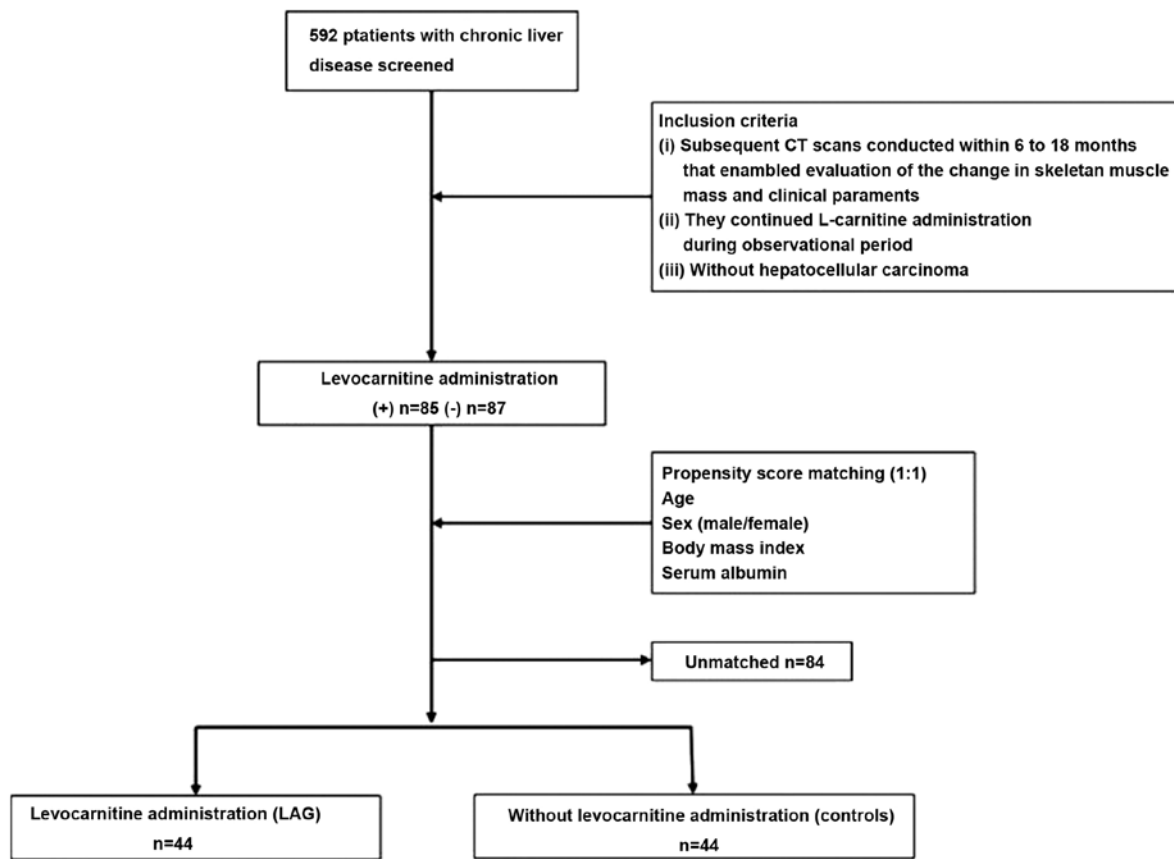 592 ptatients with chronic liver
disease screened
Inclusion criteria
(i) Subsequent CT scans conducted within 6 to 18 months
that enambled evaluation of the change in skeletan muscle
mass and clinical paraments
(ii) They continued L-carnitine administration
during observational period
(iii) Without hepatocellular carcinoma
Levocarnitine administration
(+) n=85 (-) n=87
Propensity score matching (1:1)
Age
Sex (male/female)
Body mass index
Serum albumin
Unmatched n=84
Levocarnitine administration (LAG)
n=44
Without levocarnitine administration (controls)
n=44